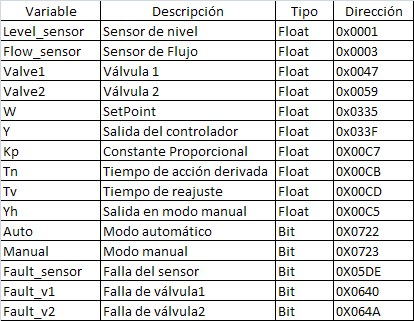 Variable Descripción Tipo Dirección
Level_sensor Sensor de nivel Float 0x0001
Flow_sensor Sensor de Flujo Float 0x0003
Valve1 Válvula 1 Float 0x0047
Valve2 Válvula 2 Float 0x0059
W SetPoint Float 0x0335
Y Salida del controlador Float 0x033F
Kp Constante Proporcional Float 0X00C7
Tn Tiempo de acción derivada Float 0X00CB
Tv Tiempo de reajuste Float 0X00CD
Yh Salida en modo manual Float 0X00C5
Auto Modo automático Bit 0X0722
Manual Modo manual Bit 0X0723
Fault_sensor Falla del sensor Bit 0X05DE
Fault_v1 Falla de válvula1 Bit 0X0640
Fault_v2 Falla de válvula2 Bit 0X064A